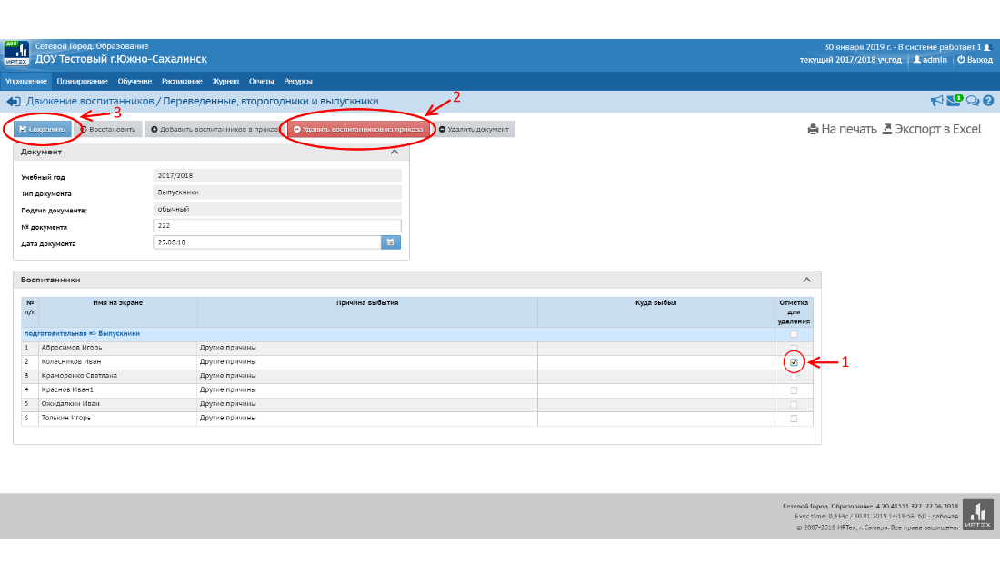 ДОО
ИРТЕХ
Сетевой Город. Образование
ДОУ Тестовый г.Южно-Сахалинск
30 января 2019 г. - В системе работает 1
текущий 2017/2018 уч.год admin Выход
Управление Планирование Обучение Расписание Журнал Отчеты Ресурсы
Движение воспитанников / Переведенные, второгодники и выпускники
1
2
3
Сохранить Восстановить Добавить воспитанников в приказ Удалить воспитанников из приказа Удалить документ
На печать Экспорт в Excel
Документ
Учебный год 2017/2018
Тип документа Выпускники
Подтип документа: обычный
№ документа 222
Дата документа 29.08.18
Воспитанники
№ п/п Имя на экране Причина выбытия Куда выбыл Отметка для удаления
подготовительная => Выпускники
1 Абросимов Игорь Другие причины
2 Колесников Иван Другие причины
1
3 Краморенко Светлана Другие причины
4 Краснов Иван1 Другие причины
5 Ожидалкин Иван Другие причины
6 Толькин Игорь Другие причины
Сетевой Город. Образование 4.20.41551.322 22.06.2018
Exec time: 0,434с / 30.01.2019 14:18:56 БД - рабочая
© 2007-2018 ИРТех, г. Самара. Все права защищены
ИРТЕХ